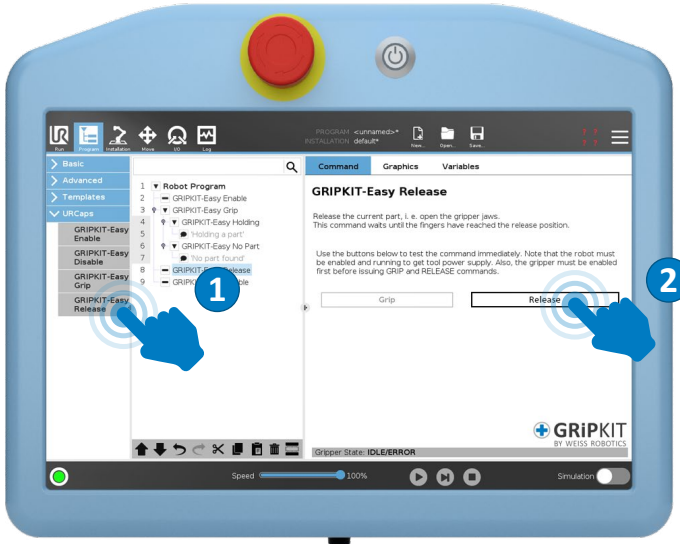 UR
Run
Program
Installation
Move
I/O
Log
PROGRAM <unnamed>*
INSTALLATION default*
New...
Open...
Save...
Basic
Advanced
Templates
URCaps
GRIPKIT-Easy
Enable
GRIPKIT-Easy
Disable
GRIPKIT-Easy
Grip
GRIPKIT-Easy
Release
1 Robot Program
2 GRIPKIT-Easy Enable
3 GRIPKIT-Easy Grip
4 GRIPKIT-Easy Holding
5 'Holding a part'
6 GRIPKIT-Easy No Part
7 'No part found'
8 GRIPKIT-Easy Release
9
1
Command Graphics Variables
GRIPKIT-Easy Release
Release the current part, i. e. open the gripper jaws.
This command waits until the fingers have reached the release position.
Use the buttons below to test the command immediately. Note that the robot must
be enabled and running to get tool power supply. Also, the gripper must be enabled
first before issuing GRIP and RELEASE commands.
Grip Release
2
GRiPKIT
BY WEISS ROBOTICS
Gripper State: IDLE/ERROR
Speed 100%
Simulation